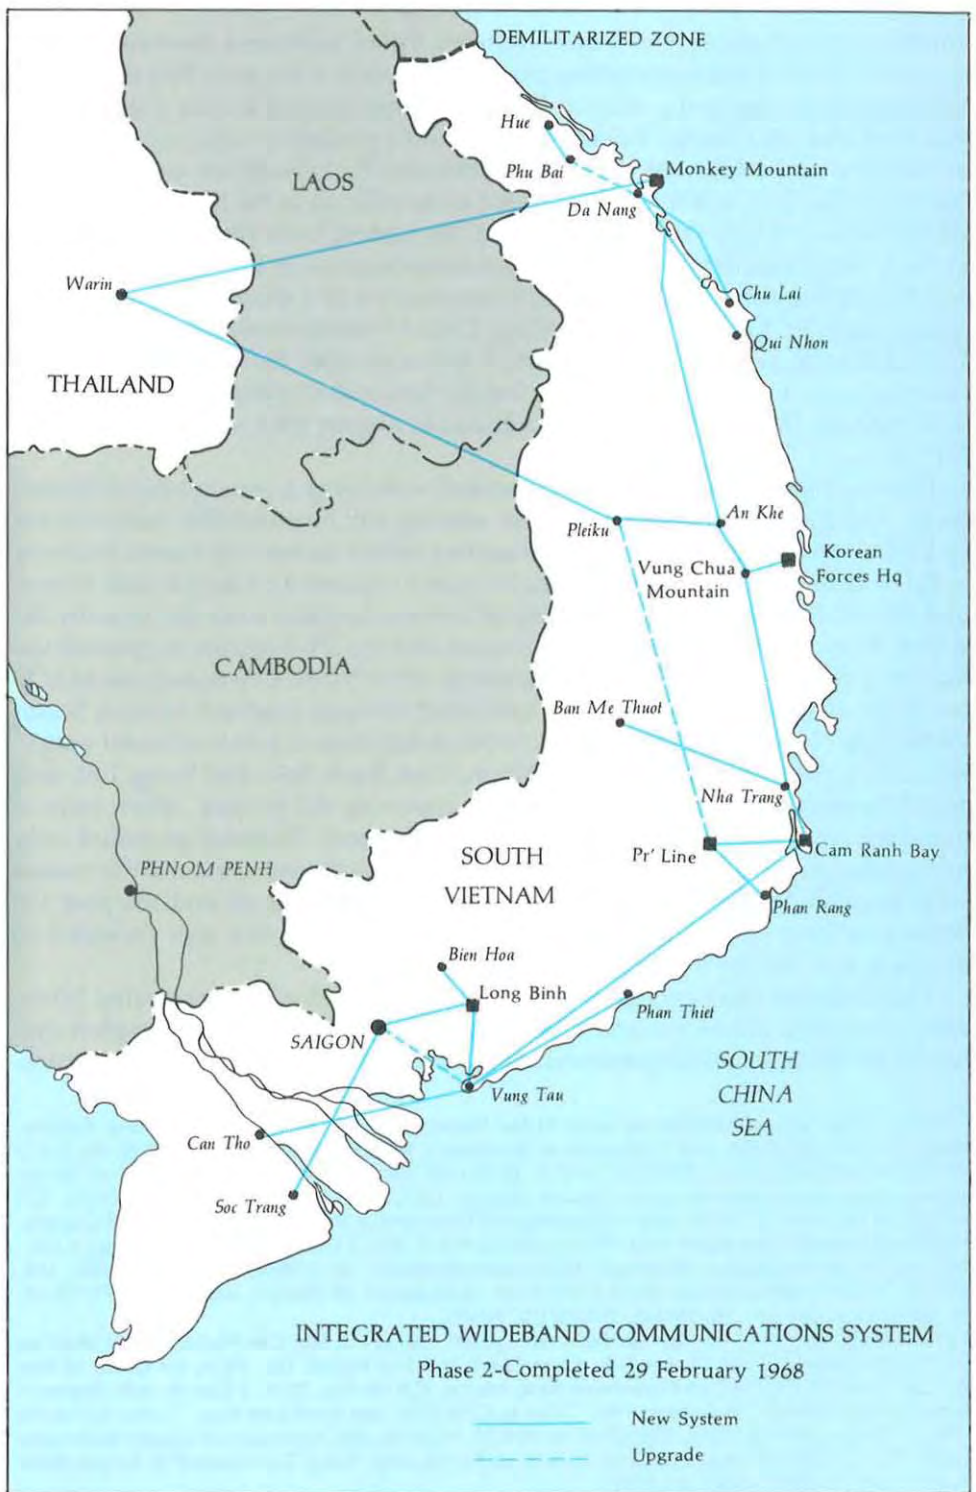 DEMILITARIZED ZONE
Hue
Phu Bai
Monkey Mountain
LAOS
Da Nang
Warin
Chu Lai
Qui Nhon
THAILAND
An Khe
Pleiku
Korean
Forces Hq
Vung Chua
Mountain
CAMBODIA
Ban Me Thuot
Nha Trang
Pr' Line
Cam Ranh Bay
SOUTH
VIETNAM
PHNOM PENH
Phan Rang
Bien Hoa
Long Binh
Phan Thiet
SAIGON
SOUTH
CHINA
SEA
Vung Tau
Can Tho
Soc Trang
INTEGRATED WIDEBAND COMMUNICATIONS SYSTEM
Phase 2-Completed 29 February 1968
New System
Upgrade